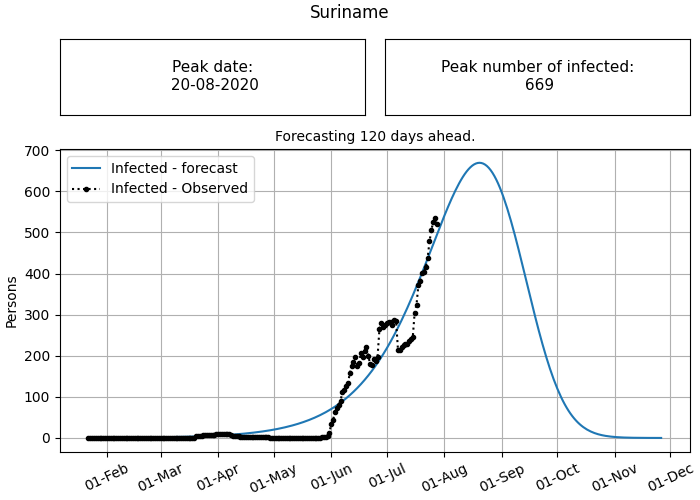 Suriname
Peak date:
20-08-2020
Peak number of infected:
669
Forecasting 120 days ahead.
Infected - forecast
Infected - Observed
Persons
700
600
500
400
300
200
100
0
01-Feb
01-Mar
01-Apr
01-May
01-Jun
01-Jul
01-Aug
01-Sep
01-Oct
01-Nov
01-Dec